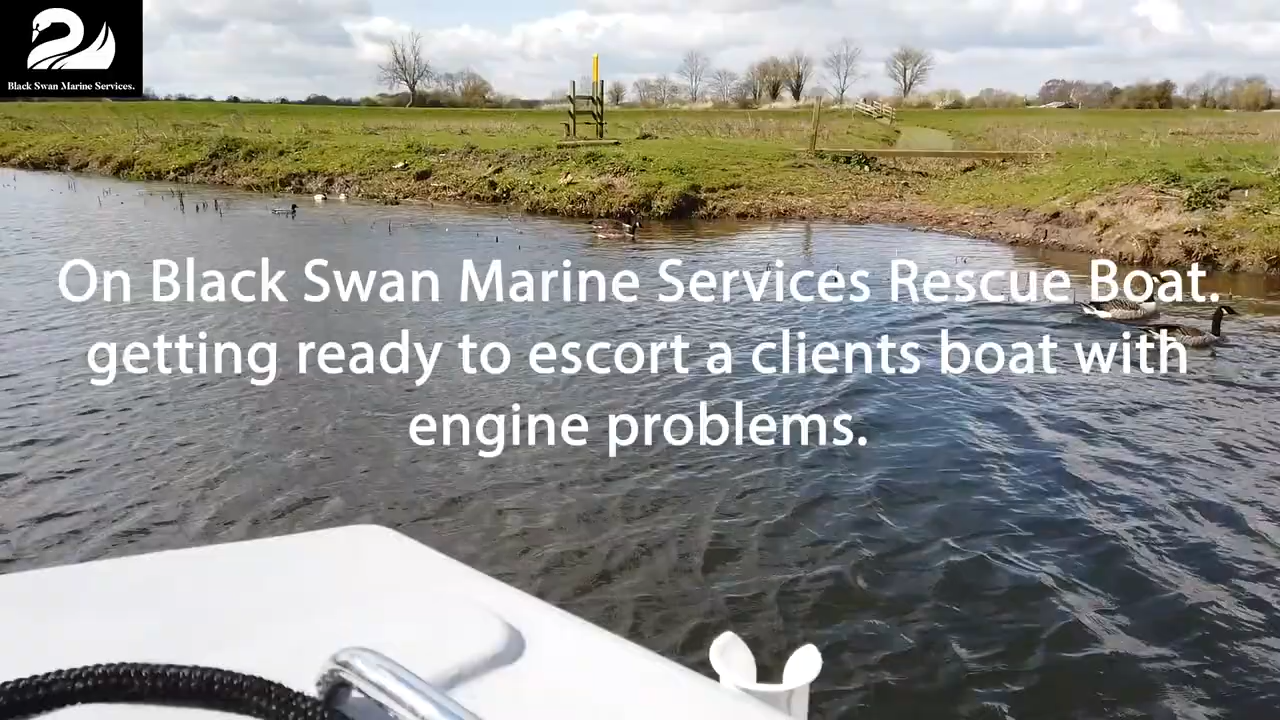 Black Swan Marine Services.
On Black Swan Marine Services Rescue Boat.
getting ready to escort a clients boat with
engine problems.